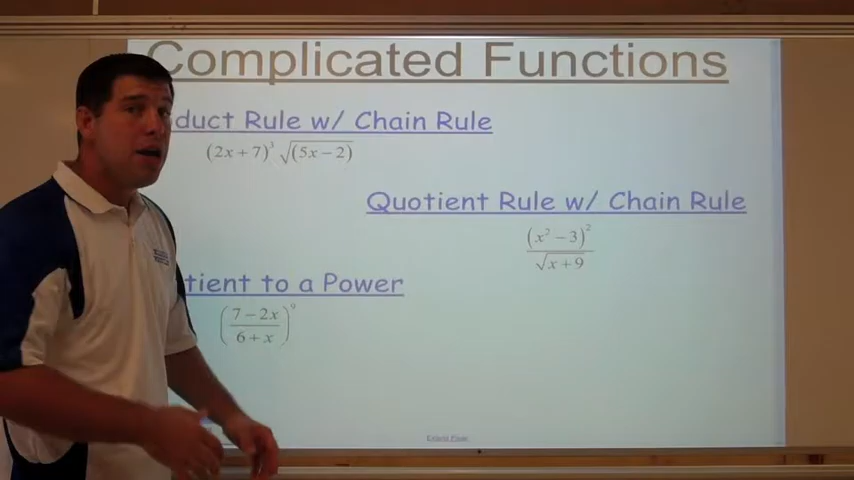 Complicated Functions
duct Rule w/ Chain Rule
(2x + 7)³ √(5x − 2)
Quotient Rule w/ Chain Rule
(x² − 3)²
√x + 9
tient to a Power
(7 − 2x
6 + x)⁹